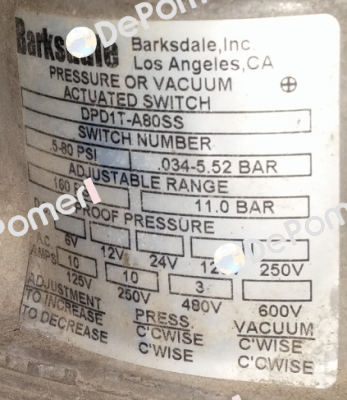 Barksdale
Barksdale, Inc.
Los Angeles, CA
PRESSURE OR VACUUM
ACTUATED SWITCH
DPD1T-A80SS
SWITCH NUMBER
.5-80 PSI .034-5.52 BAR
ADJUSTABLE RANGE
160 11.0 BAR
PROOF PRESSURE
D.C.
6V 12V 24V 250V
A.C.
AMPS 10 10 3
125V 250V 480V 600V
ADJUSTMENT PRESS. VACUUM
TO INCREASE C'CWISE C'WISE
TO DECREASE C'WISE C'CWISE
DePomeri
DePomeri